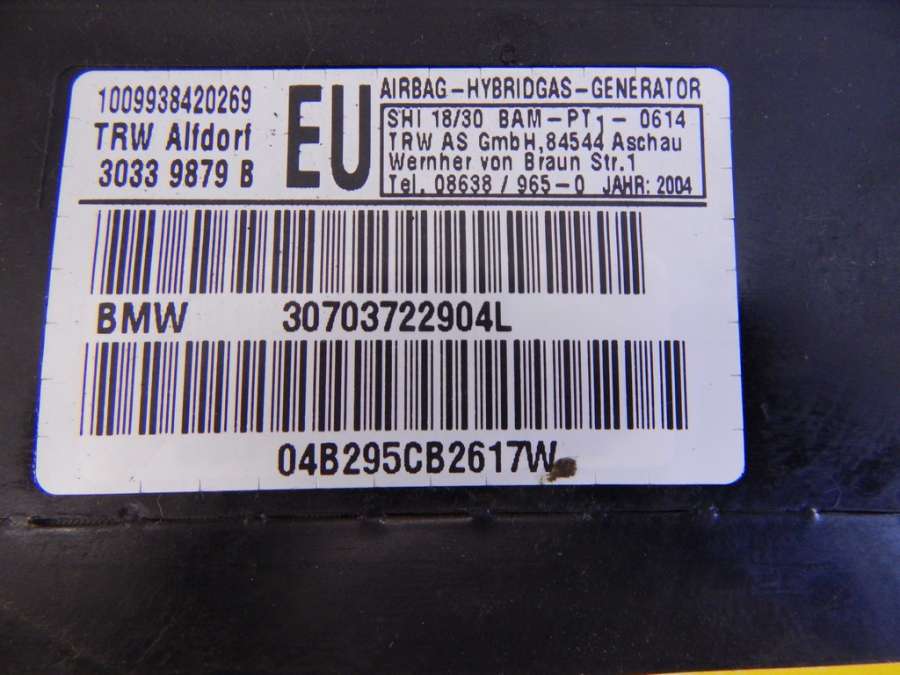 1009938420269
TRW Alfdorf
3033 9879 B
EU
AIRBAG-HYBRIDGAS-GENERATOR
SHI 18/30 BAM-PT1-0614
TRW AS GmbH,84544 Aschau
Wernher von Braun Str.1
Tel. 08638 / 965-0 JAHR: 2004
BMW 30703722904L
04B295CB2617W